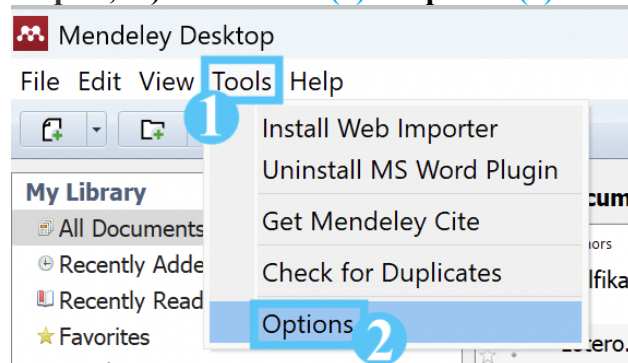 Mendeley Desktop
File Edit View Tools Help
1
Install Web Importer
Uninstall MS Word Plugin
My Library
All Documents
Get Mendeley Cite
Recently Adde
Check for Duplicates
Recently Read
Options
2
Favorites